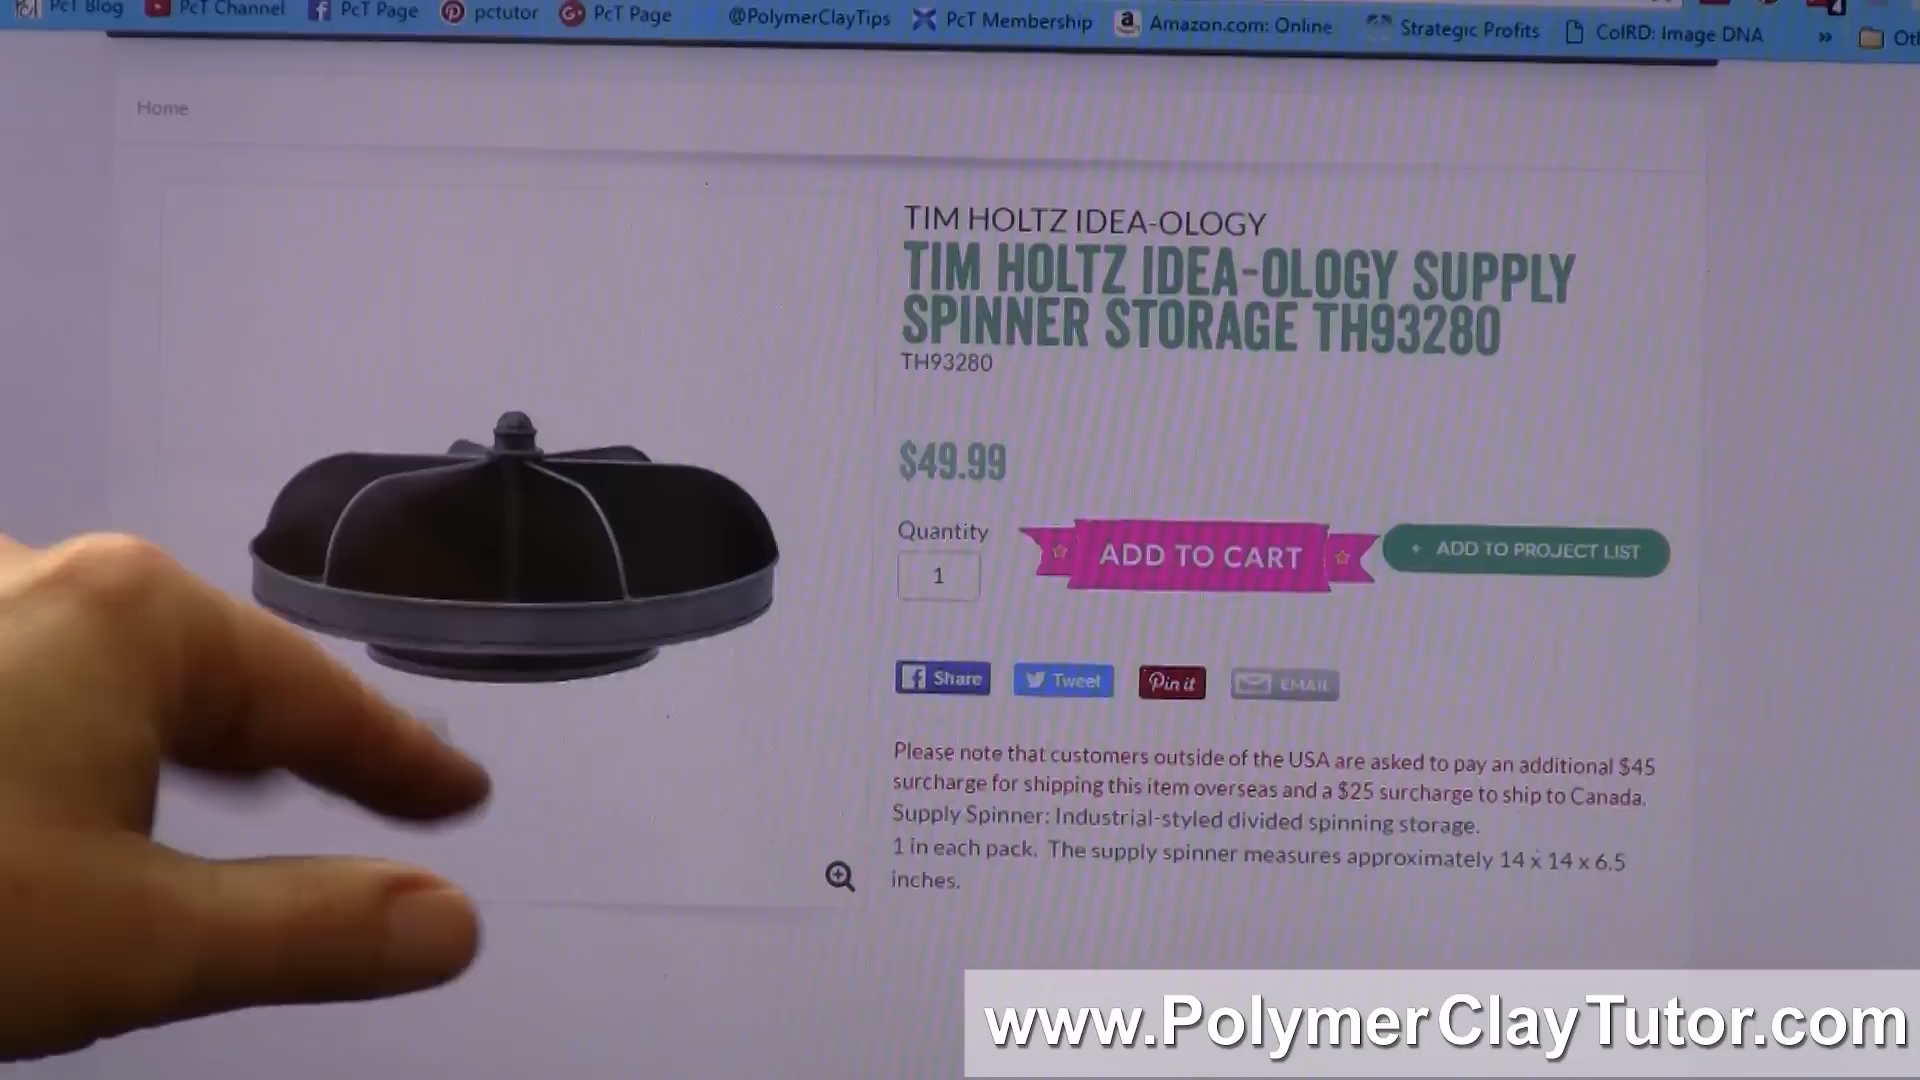 PcT Blog
PcT Channel
PcT Page
pctutor
PcT Page
@PolymerClayTips
PcT Membership
a Amazon.com: Online
Strategic Profits
ColRD: Image DNA
»
Home
TIM HOLTZ IDEA-OLOGY
TIM HOLTZ IDEA-OLOGY SUPPLY
SPINNER STORAGE TH93280
TH93280
$49.99
Quantity
1
ADD TO CART
+ ADD TO PROJECT LIST
f Share
Tweet
Pin it
EMAIL
Please note that customers outside of the USA are asked to pay an additional $45
surcharge for shipping this item overseas and a $25 surcharge to ship to Canada.
Supply Spinner: Industrial-styled divided spinning storage.
1 in each pack. The supply spinner measures approximately 14 x 14 x 6.5
inches.
www.PolymerClayTutor.com